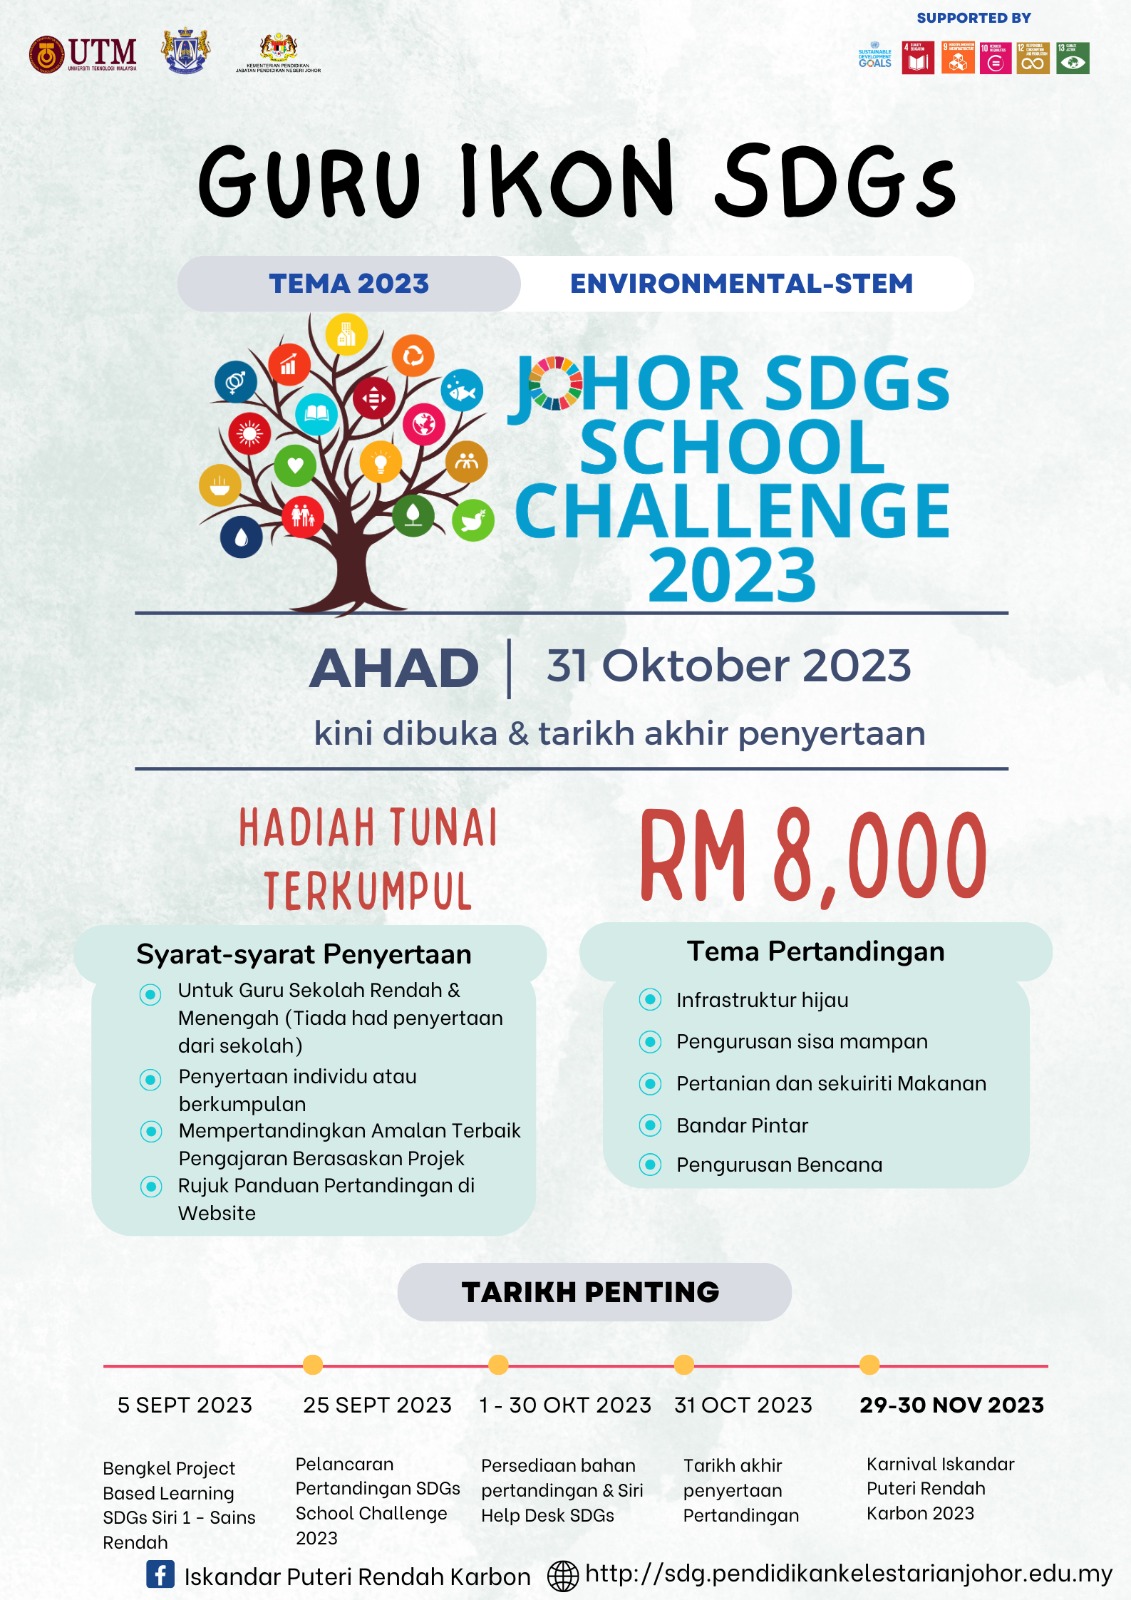 SUPPORTED BY
UTM
UNIVERSITI TEKNOLOGI MALAYSIA
KEMENTERIAN PENDIDIKAN
JABATAN PENDIDIKAN NEGERI JOHOR
SUSTAINABLE
DEVELOPMENT
GOALS
4
9
10
12
13
GURU IKON SDGs
TEMA 2023
ENVIRONMENTAL-STEM
JOHOR SDGs
SCHOOL
CHALLENGE
2023
AHAD | 31 Oktober 2023
kini dibuka & tarikh akhir penyertaan
HADIAH TUNAI
TERKUMPUL
RM 8,000
Syarat-syarat Penyertaan
Untuk Guru Sekolah Rendah &
Menengah (Tiada had penyertaan
dari sekolah)
Penyertaan individu atau
berkumpulan
Mempertandingkan Amalan Terbaik
Pengajaran Berasaskan Projek
Rujuk Panduan Pertandingan di
Website
Tema Pertandingan
Infrastruktur hijau
Pengurusan sisa mampan
Pertanian dan sekuiriti Makanan
Bandar Pintar
Pengurusan Bencana
TARIKH PENTING
5 SEPT 2023
Bengkel Project
Based Learning
SDGs Siri 1 - Sains
Rendah
25 SEPT 2023
Pelancaran
Pertandingan SDGs
School Challenge
2023
1 - 30 OKT 2023
Persediaan bahan
pertandingan & Siri
Help Desk SDGs
31 OCT 2023
Tarikh akhir
penyertaan
Pertandingan
29-30 NOV 2023
Karnival Iskandar
Puteri Rendah
Karbon 2023
Iskandar Puteri Rendah Karbon
http://sdg.pendidikankelestarianjohor.edu.my